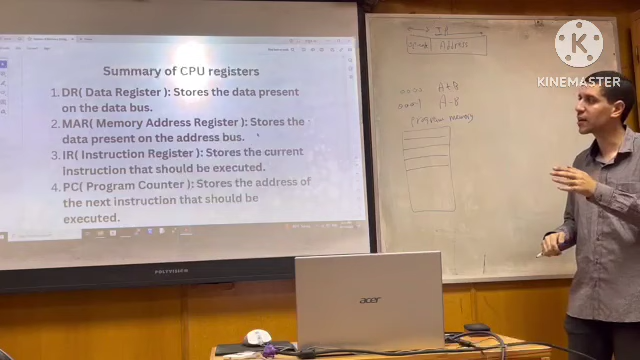 Summary of CPU registers
1. DR( Data Register ): Stores the data present
on the data bus.
2. MAR( Memory Address Register ): Stores the
data present on the address bus.
3. IR( Instruction Register ): Stores the current
instruction that should be executed.
4. PC( Program Counter ): Stores the address of
the next instruction that should be
executed.
POLYVISION
IR
Address
0000 A+B
0001 A-B
Program memory
acer
KINEMASTER